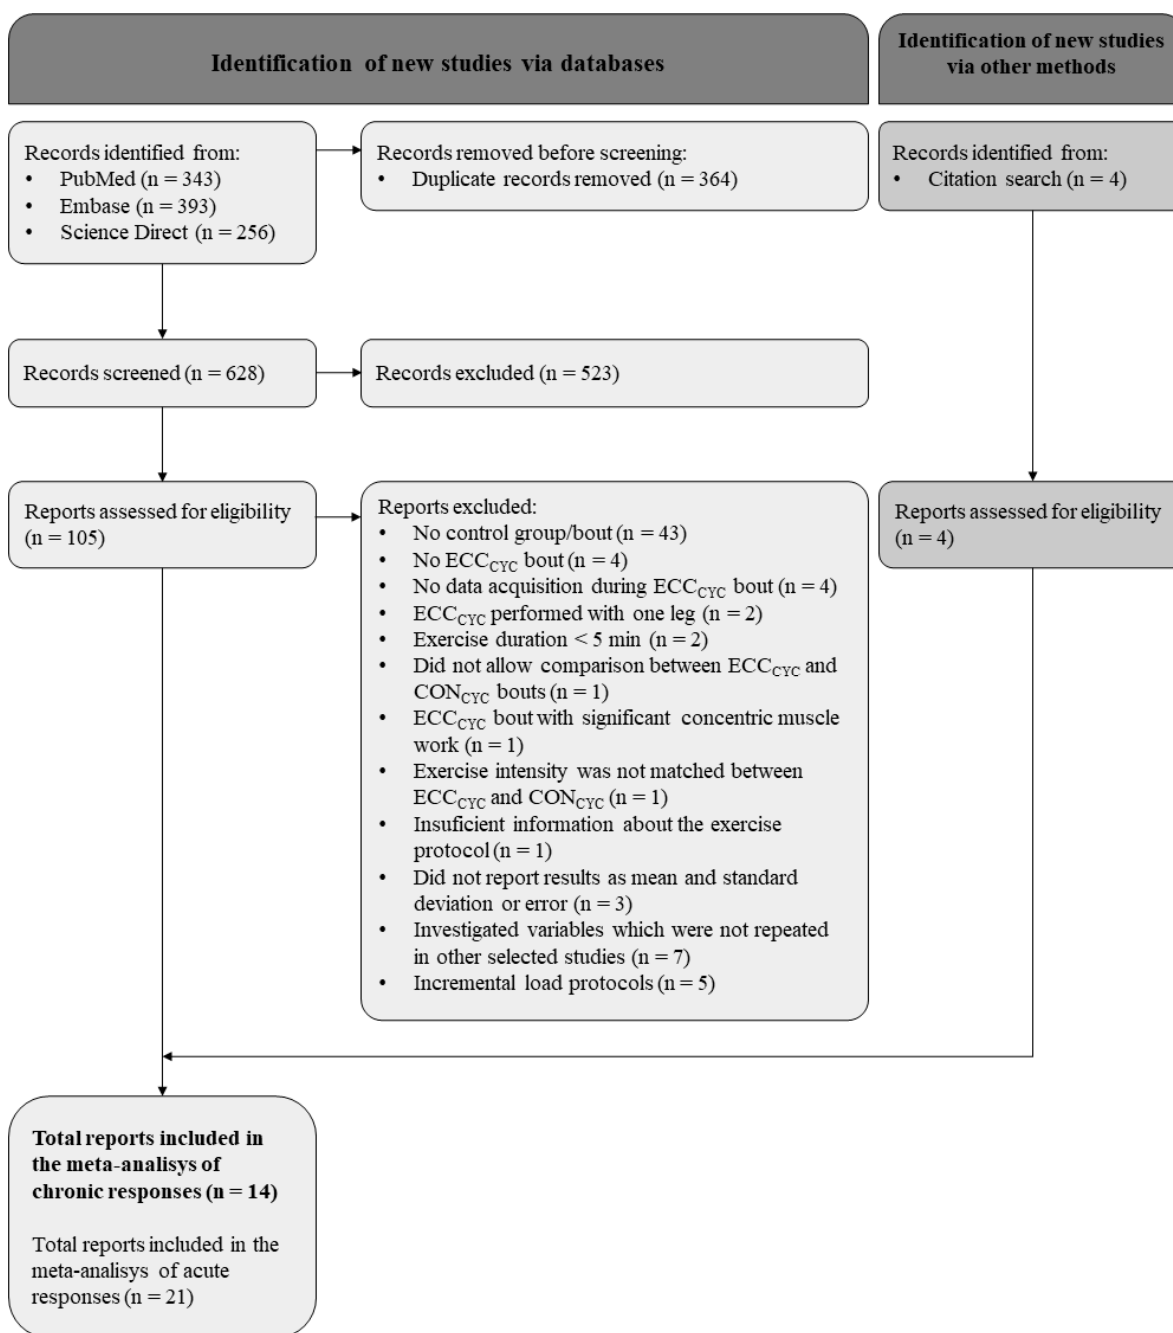 Identification of new studies via databases
Identification of new studies
via other methods
Records identified from:
• PubMed (n = 343)
• Embase (n = 393)
• Science Direct (n = 256)
Records removed before screening:
• Duplicate records removed (n = 364)
Records identified from:
• Citation search (n = 4)
Records screened (n = 628)
Records excluded (n = 523)
Reports assessed for eligibility
(n = 105)
Reports excluded:
• No control group/bout (n = 43)
• No ECCCYC bout (n = 4)
• No data acquisition during ECCCYC bout (n = 4)
• ECCCYC performed with one leg (n = 2)
• Exercise duration < 5 min (n = 2)
• Did not allow comparison between ECCCYC and
CONCYC bouts (n = 1)
• ECCCYC bout with significant concentric muscle
work (n = 1)
• Exercise intensity was not matched between
ECCCYC and CONCYC (n = 1)
• Insuficient information about the exercise
protocol (n = 1)
• Did not report results as mean and standard
deviation or error (n = 3)
• Investigated variables which were not repeated
in other selected studies (n = 7)
• Incremental load protocols (n = 5)
Reports assessed for eligibility
(n = 4)
Total reports included in
the meta-analisys of
chronic responses (n = 14)
Total reports included in the
meta-analisys of acute
responses (n = 21)